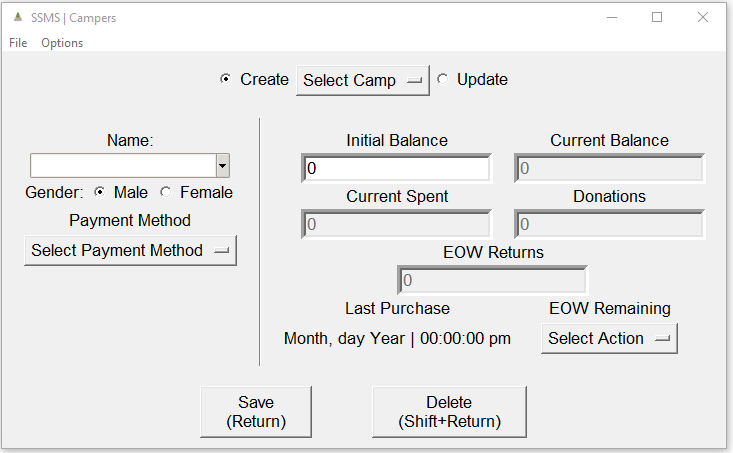 SSMS | Campers
File Options
Create Select Camp Update
Name:
Gender: Male Female
Payment Method
Select Payment Method
Initial Balance Current Balance
0 0
Current Spent Donations
0 0
EOW Returns
0
Last Purchase EOW Remaining
Month, day Year | 00:00:00 pm Select Action
Save
(Return)
Delete
(Shift+Return)